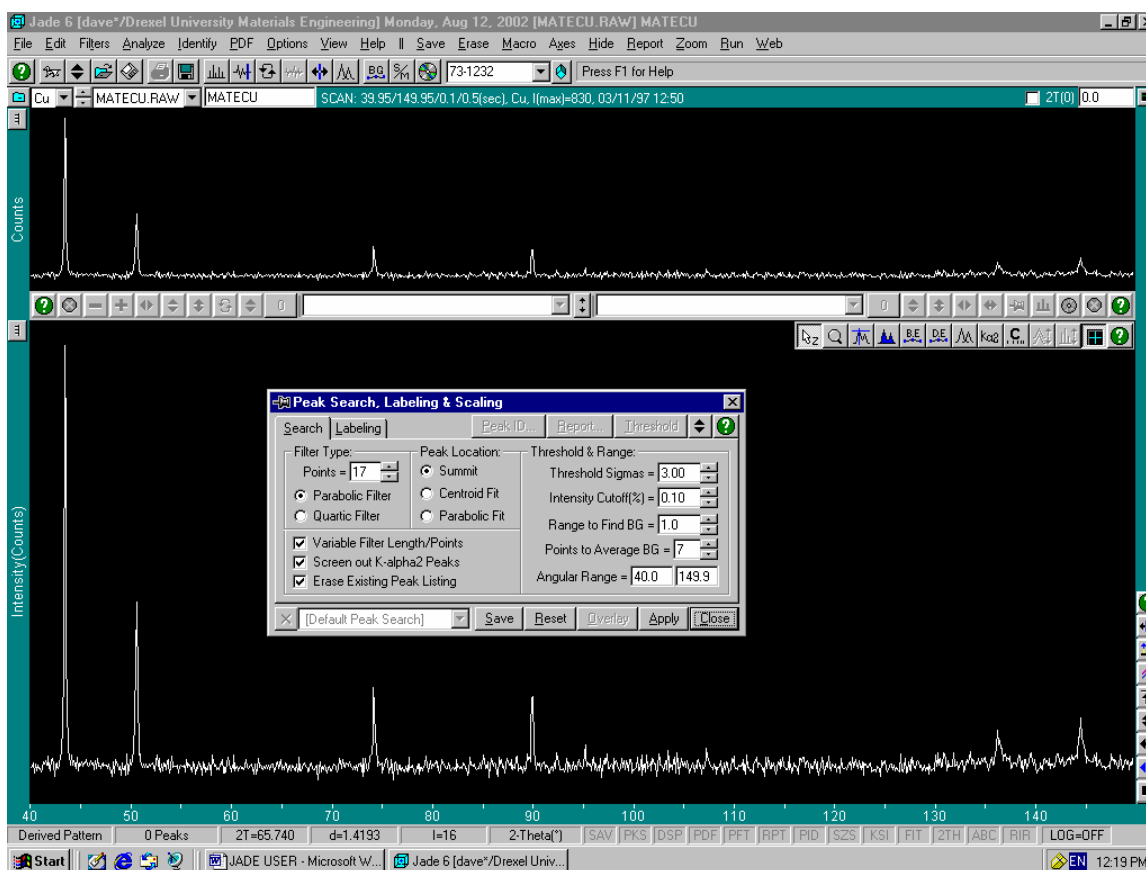 Jade 6 [dave*/Drexel University Materials Engineering] Monday, Aug 12, 2002 [MATECU.RAW] MATECU
File Edit Filters Analyze Identify PDF Options View Help || Save Erase Macro Axes Hide Report Zoom Run Web
BG S/M 73-1232 Press F1 for Help
Cu MATECU.RAW MATECU SCAN: 39.95/149.95/0.1/0.5(sec), Cu, I(max)=830, 03/11/97 12:50 2T(0) 0.0
Counts
0 0
Z B.E. D.E. Kα2 C
Peak Search, Labeling & Scaling
Search Labeling Peak ID... Report... Threshold
Filter Type: Peak Location: Threshold & Range:
Points = 17 Summit Threshold Sigmas = 3.00
Parabolic Filter Centroid Fit Intensity Cutoff(%) = 0.10
Quartic Filter Parabolic Fit Range to Find BG = 1.0
Variable Filter Length/Points Points to Average BG = 7
Screen out K-alpha2 Peaks
Erase Existing Peak Listing Angular Range = 40.0 149.9
[Default Peak Search] Save Reset Overlay Apply Close
Intensity(Counts)
40 50 60 70 80 90 100 110 120 130 140
Derived Pattern 0 Peaks 2T=65.740 d=1.4193 I=16 2-Theta(°) SAV PKS DSP PDF PFT RPT PID SZS KSI FIT 2TH ABC RIR LOG=OFF
Start JADE USER - Microsoft W... Jade 6 [dave*/Drexel Univ... EN 12:19 PM